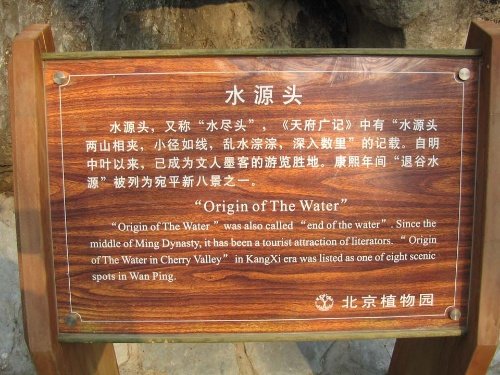 水源头
水源头，又称“水尽头”，《天府广记》中有“水源头
两山相夹，小径如线，乱水淙淙，深入数里”的记载。自明
中叶以来，已成为文人墨客的游览胜地。康熙年间“退谷水
源”被列为宛平新八景之一。
“Origin of The Water”
“Origin of The Water ” was also called “end of the water”. Since the
middle of Ming Dynasty, it has been a tourist attraction of literators. “ Origin
of The Water in Cherry Valley” in KangXi era was listed as one of eight scenic
spots in Wan Ping.
北京植物园